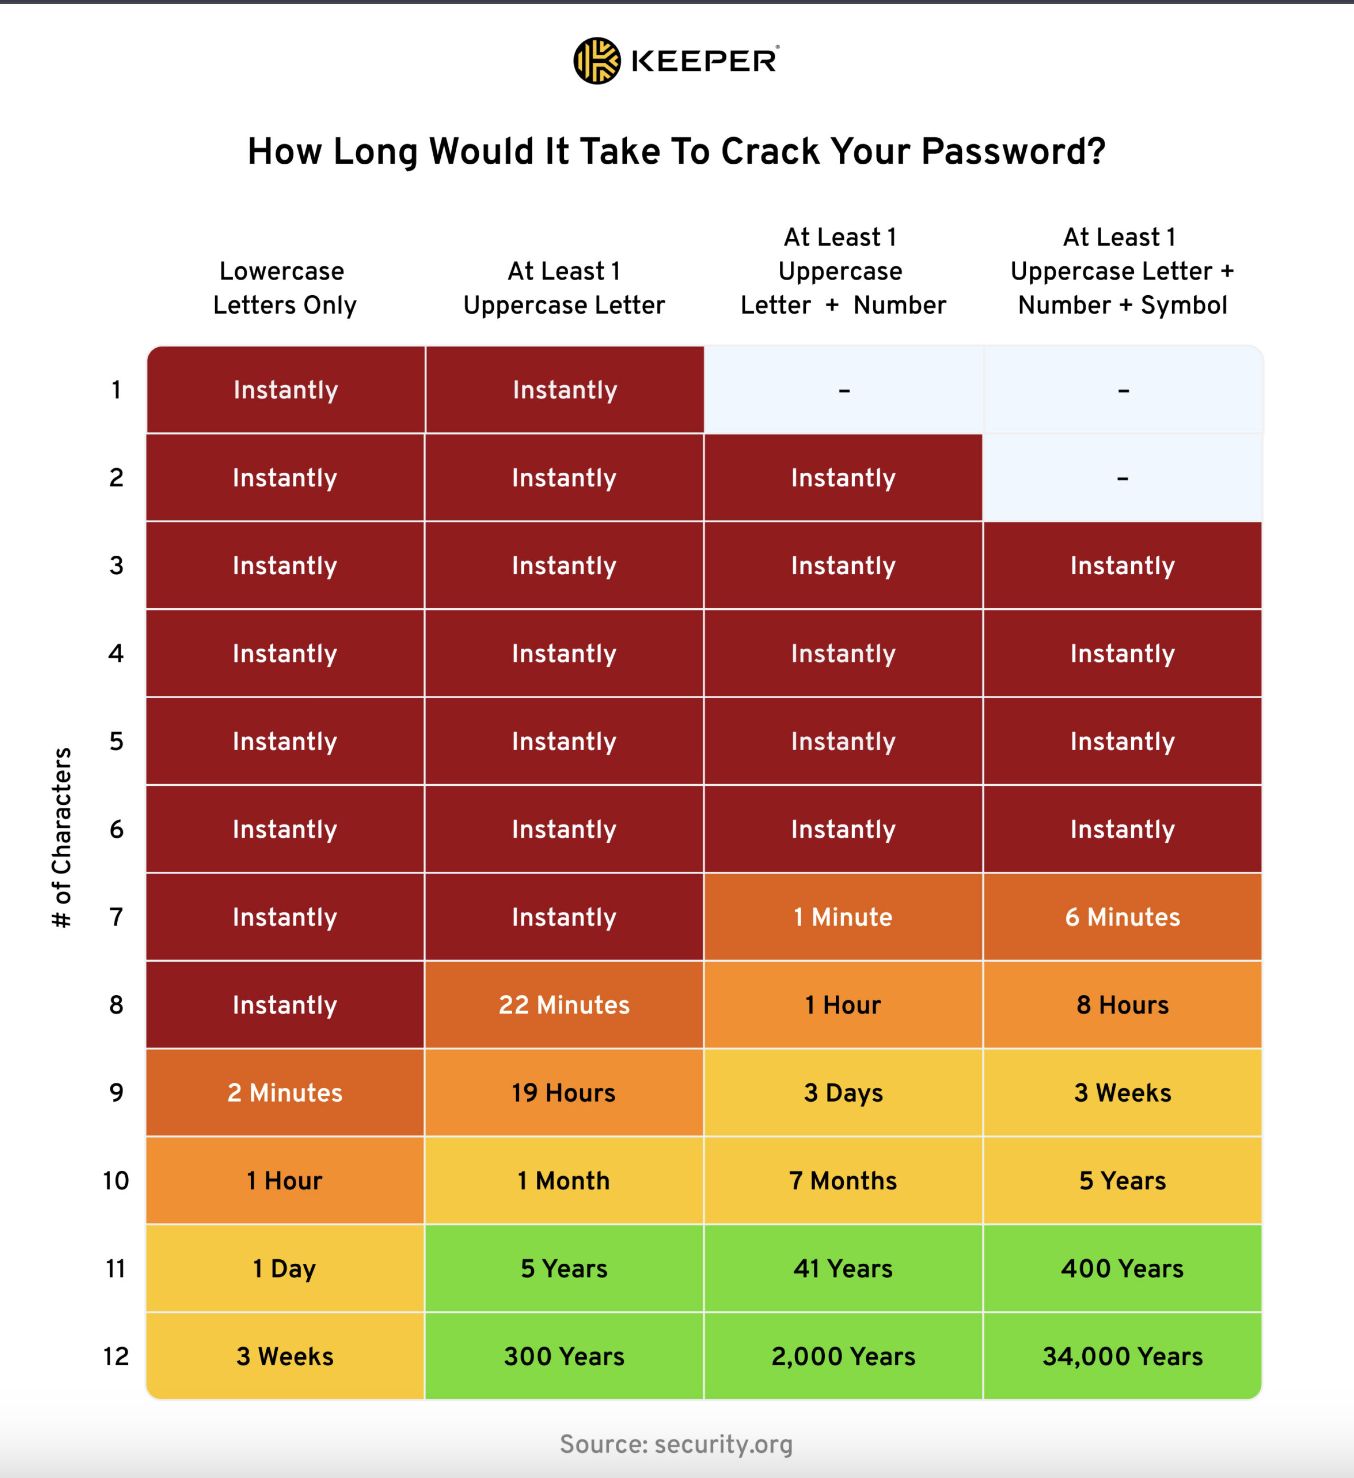 KEEPER
How Long Would It Take To Crack Your Password?
Lowercase
Letters Only
At Least 1
Uppercase Letter
At Least 1
Uppercase
Letter + Number
At Least 1
Uppercase Letter +
Number + Symbol
# of Characters
1 Instantly Instantly - -
2 Instantly Instantly Instantly -
3 Instantly Instantly Instantly Instantly
4 Instantly Instantly Instantly Instantly
5 Instantly Instantly Instantly Instantly
6 Instantly Instantly Instantly Instantly
7 Instantly Instantly 1 Minute 6 Minutes
8 Instantly 22 Minutes 1 Hour 8 Hours
9 2 Minutes 19 Hours 3 Days 3 Weeks
10 1 Hour 1 Month 7 Months 5 Years
11 1 Day 5 Years 41 Years 400 Years
12 3 Weeks 300 Years 2,000 Years 34,000 Years
Source: security.org